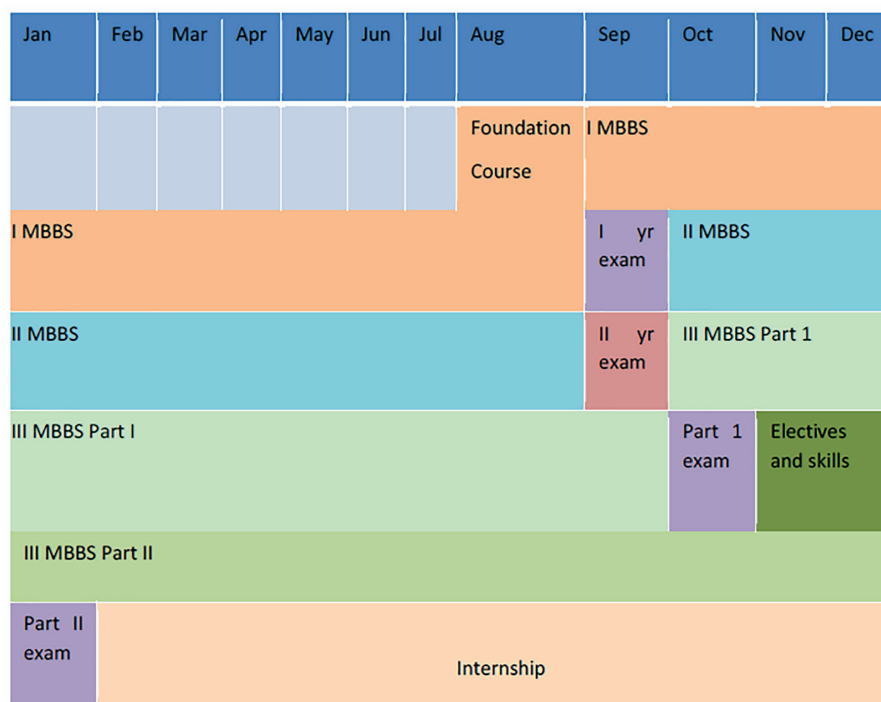 Jan Feb Mar Apr May Jun Jul Aug Sep Oct Nov Dec
Foundation Course I MBBS
I MBBS I yr exam II MBBS
II MBBS II yr exam III MBBS Part 1
III MBBS Part I Part 1 exam Electives and skills
III MBBS Part II
Part II exam Internship